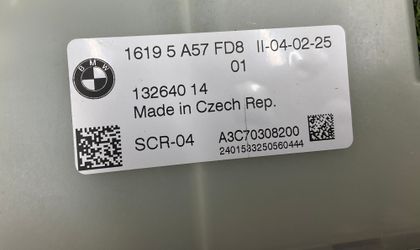 BMW
1619 5 A57 FD8 II-04-02-25
01
132640 14
Made in Czech Rep.
SCR-04
A3C70308200
2401583250560444